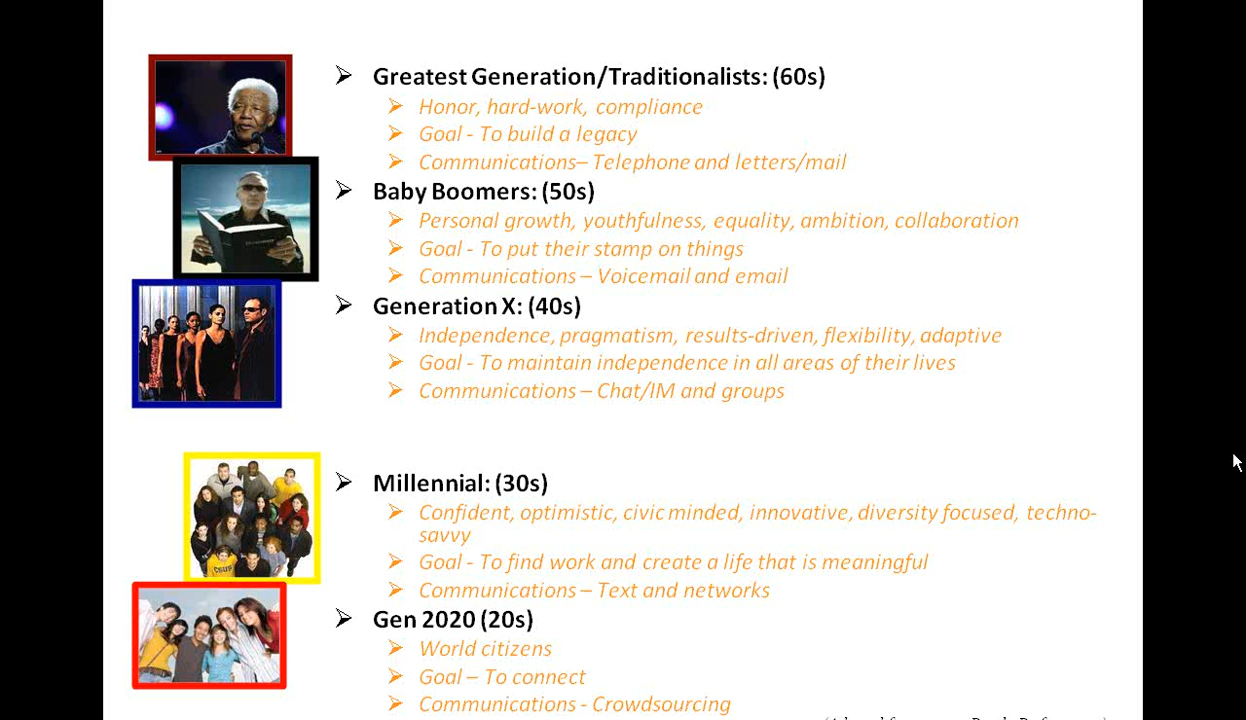 ➢ Greatest Generation/Traditionalists: (60s)
➢ Honor, hard-work, compliance
➢ Goal - To build a legacy
➢ Communications– Telephone and letters/mail
➢ Baby Boomers: (50s)
➢ Personal growth, youthfulness, equality, ambition, collaboration
➢ Goal - To put their stamp on things
➢ Communications – Voicemail and email
➢ Generation X: (40s)
➢ Independence, pragmatism, results-driven, flexibility, adaptive
➢ Goal - To maintain independence in all areas of their lives
➢ Communications – Chat/IM and groups
➢ Millennial: (30s)
➢ Confident, optimistic, civic minded, innovative, diversity focused, techno-
savvy
➢ Goal - To find work and create a life that is meaningful
➢ Communications – Text and networks
➢ Gen 2020 (20s)
➢ World citizens
➢ Goal – To connect
➢ Communications - Crowdsourcing